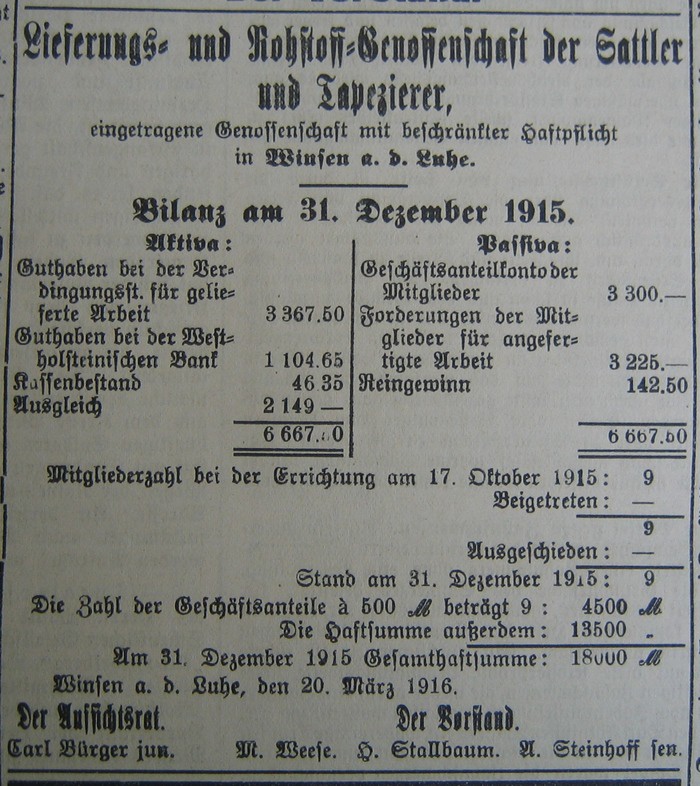 Lieferungs- und Rohstoff-Genossenschaft der Sattler
und Tapezierer,
eingetragene Genossenschaft mit beschränkter Haftpflicht
in Winsen a. d. Luhe.
Bilanz am 31. Dezember 1915.
Aktiva:
Guthaben bei der Ver-
dingungsst. für gelie-
ferte Arbeit 3 367.50
Guthaben bei der West-
holsteinischen Bank 1 104.65
Kassenbestand 46.35
Ausgleich 2 149 —
6 667.50
Passiva:
Geschäftsanteilkonto der
Mitglieder 3 300.—
Forderungen der Mit-
glieder für angefer-
tigte Arbeit 3 225.—
Reingewinn 142.50
6 667.50
Mitgliederzahl bei der Errichtung am 17. Oktober 1915: 9
Beigetreten: —
9
Ausgeschieden: —
Stand am 31. Dezember 1915: 9
Die Zahl der Geschäftsanteile à 500 ℳ beträgt 9: 4500 ℳ
Die Haftsumme außerdem: 13500 „
Am 31. Dezember 1915 Gesamthaftsumme: 18000 ℳ
Winsen a. d. Luhe, den 20. März 1916.
Der Aufsichtsrat. Der Vorstand.
Carl Bürger jun. M. Weese. H. Stallbaum. A. Steinhoff sen.